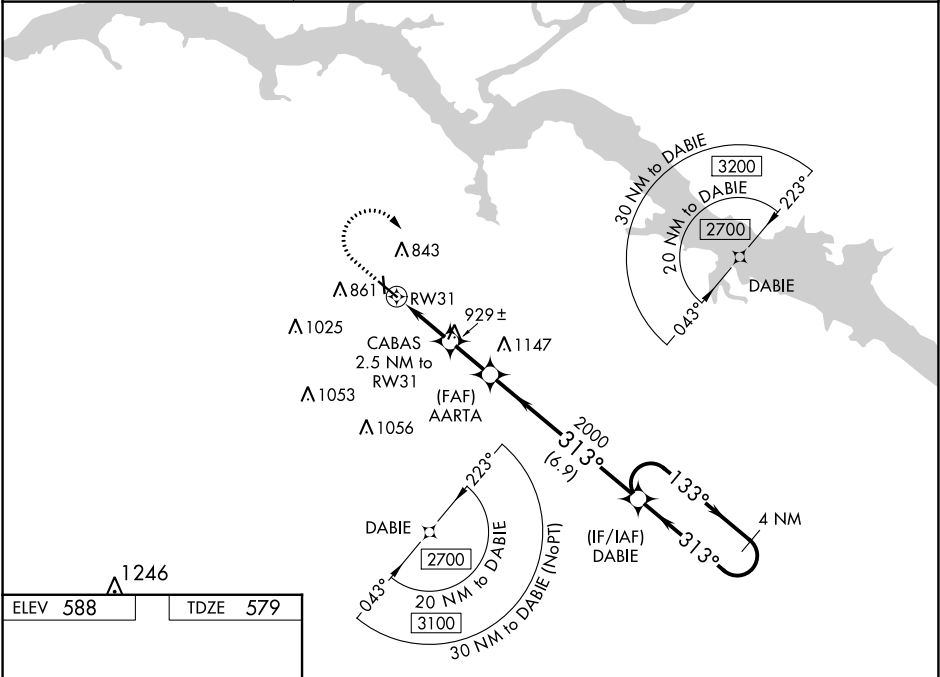 30 NM to DABIE
3200
20 NM to DABIE
2700
223°
043°
DABIE
843
861
RW31
929 ±
1025
CABAS
2.5 NM to
RW31
1147
1053
(FAF)
AARTA
1056
2000
313°
(6.9)
133°
4 NM
313°
(IF/IAF)
DABIE
223°
DABIE
2700
043°
20 NM to DABIE
3100
30 NM to DABIE (NoPT)
1246
ELEV 588
TDZE 579